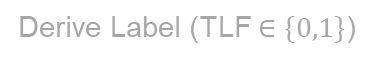 Derive Label (TLF ∈ {0,1})